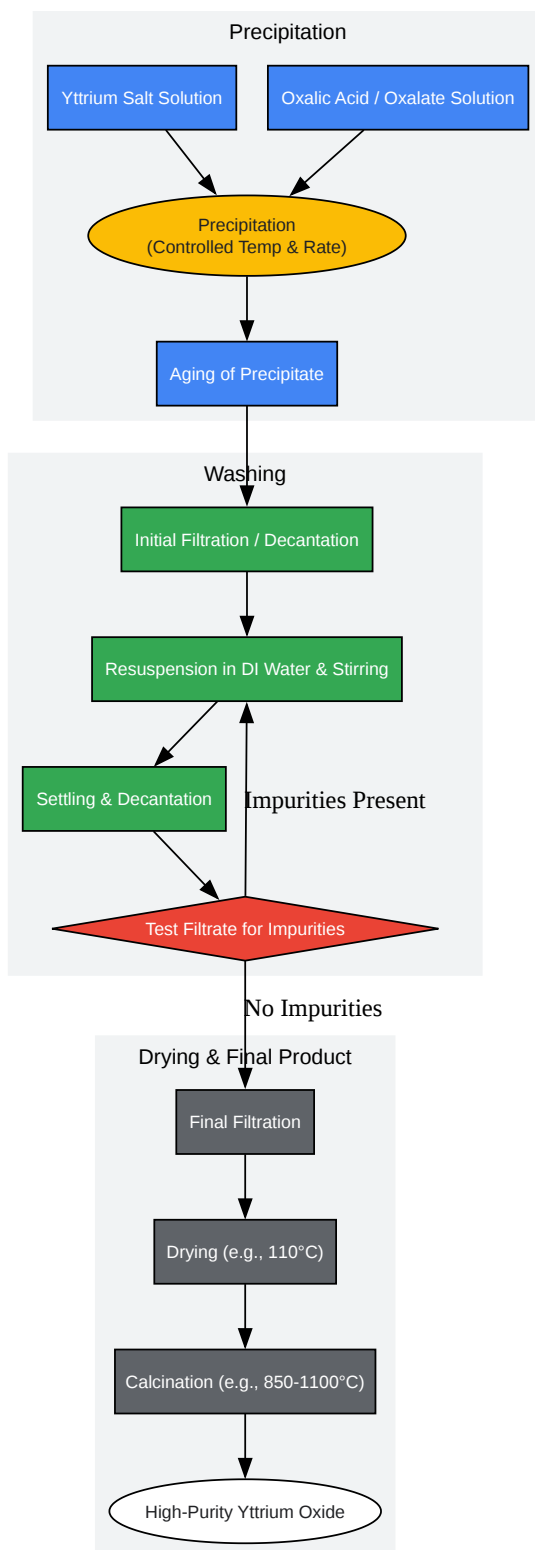 Precipitation
Yttrium Salt Solution
Oxalic Acid / Oxalate Solution
Precipitation
(Controlled Temp & Rate)
Aging of Precipitate
Washing
Initial Filtration / Decantation
Resuspension in DI Water & Stirring
Settling & Decantation
Impurities Present
Test Filtrate for Impurities
No Impurities
Drying & Final Product
Final Filtration
Drying (e.g., 110°C)
Calcination (e.g., 850-1100°C)
High-Purity Yttrium Oxide